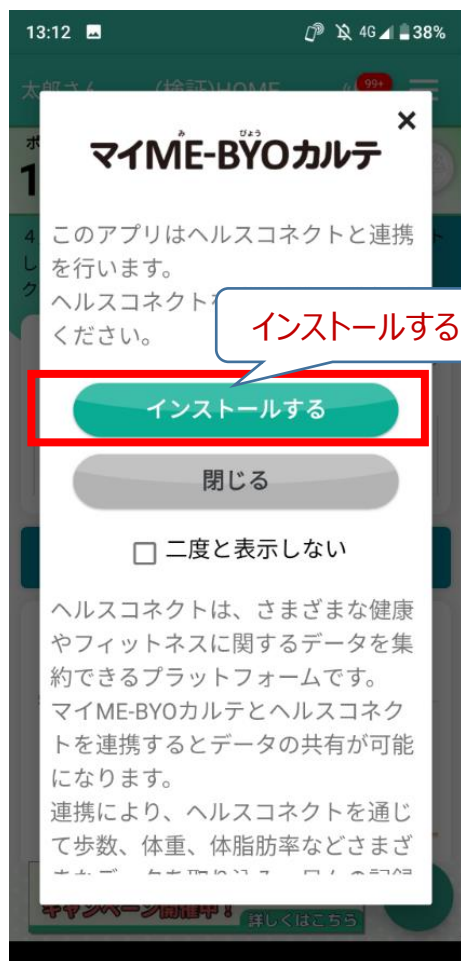 13:12 4G 38%
太郎さん (検証)HOME 99+
×
マイME-BYOカルテ
びょう
このアプリはヘルスコネクトと連携
を行います。
ヘルスコネクト
ください。
インストールする
インストールする
閉じる
二度と表示しない
ヘルスコネクトは、さまざまな健康
やフィットネスに関するデータを集
約できるプラットフォームです。
マイME-BYOカルテとヘルスコネク
トを連携するとデータの共有が可能
になります。
連携により、ヘルスコネクトを通じ
て歩数、体重、体脂肪率などさまざ
キャンペーン開催中!
詳しくはこちら